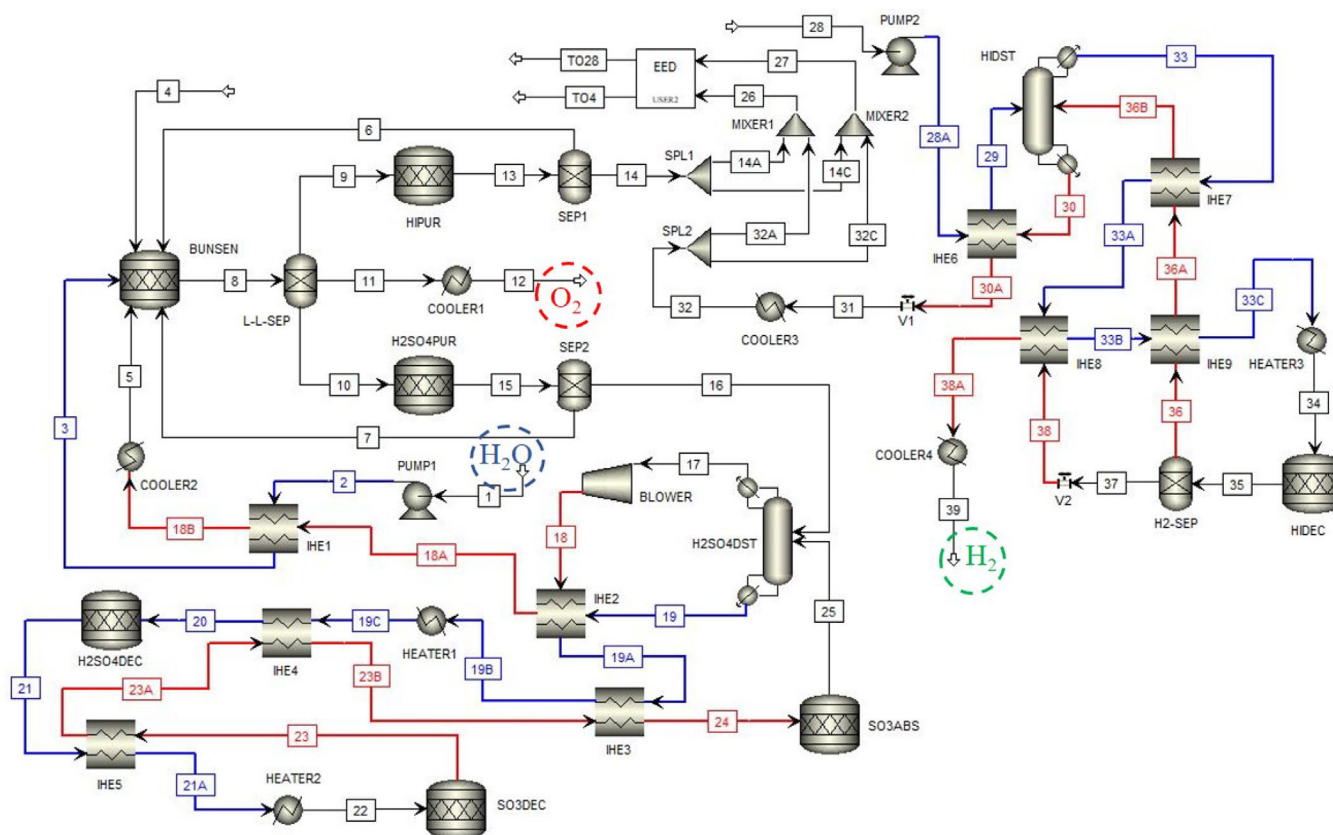 28
PUMP2
HIDST
33
TO28
EED
27
4
TO4
USER2
26
36B
6
MIXER1
MIXER2
28A
29
SPL1
14A
9
13
14
14C
30
IHE7
HIPUR
SEP1
SPL2
32A
32C
IHE6
33A
BUNSEN
36A
33C
8
11
12
30A
O2
L-L-SEP
COOLER1
32
31
V1
H2SO4PUR
SEP2
COOLER3
33B
5
10
15
16
IHE8
IHE9
HEATER3
38A
3
38
36
34
7
H2O
COOLER4
COOLER2
PUMP1
17
2
1
BLOWER
37
35
V2
H2-SEP
HIDEC
18B
18A
18
H2SO4DST
39
IHE1
H2
IHE2
25
20
19C
19
H2SO4DEC
HEATER1
19A
IHE4
19B
21
23A
23B
24
23
IHE3
SO3ABS
IHE5
HEATER2
21A
22
SO3DEC